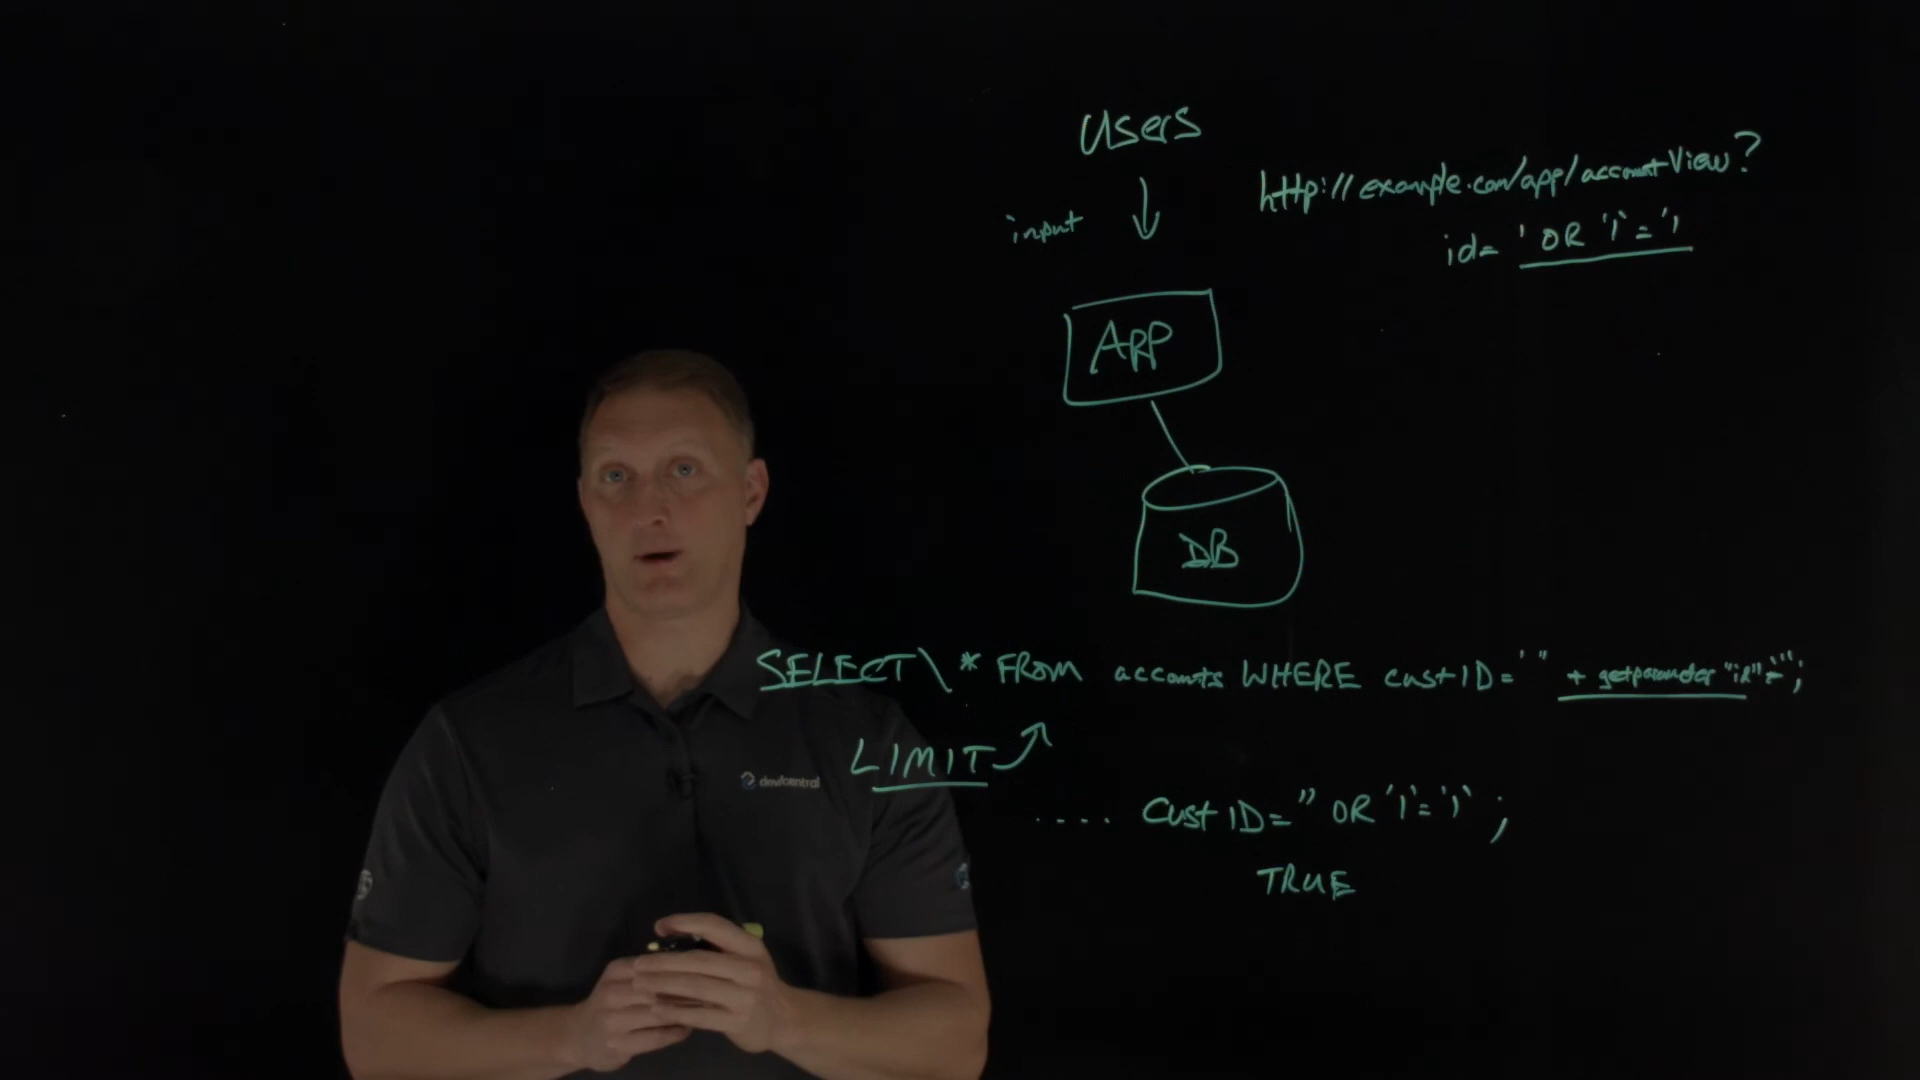 Users
http://example.com/app/accountView?
input
id= ' OR '1'='1
APP
DB
SELECT \ * FROM accounts WHERE custID= ' " + getparameter "id" + "'";
LIMIT
devcentral
.... CustID= '' OR '1'='1' ;
TRUE